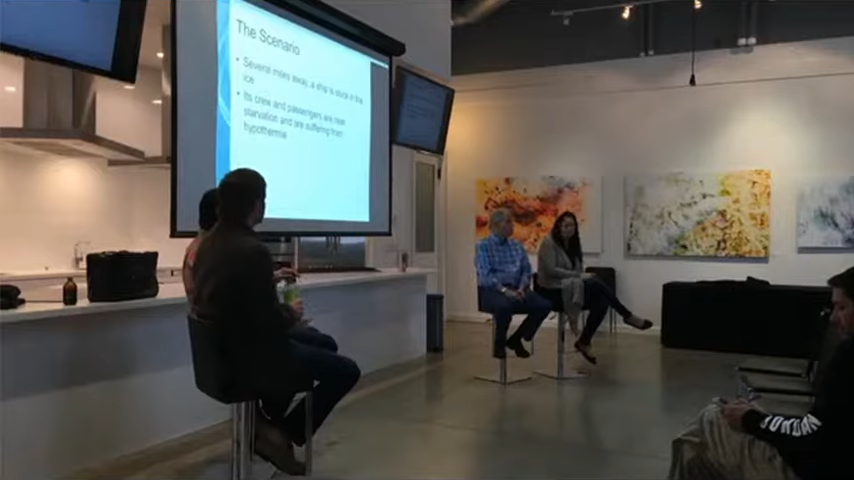 The Scenario
• Several miles away, a ship is stuck in the
ice
• Its crew and passengers are near
starvation and are suffering from
hypothermia
JORDAN